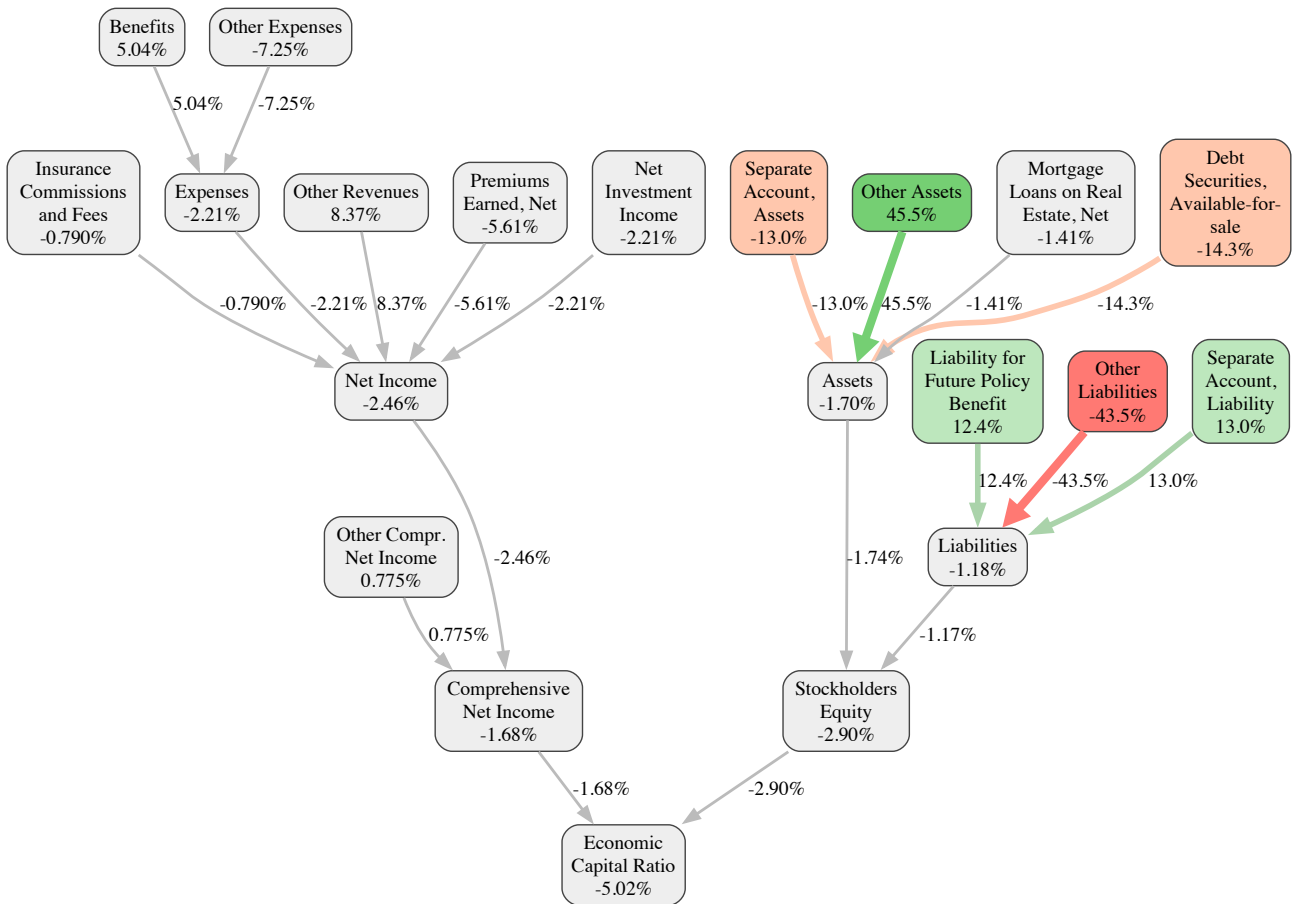 Benefits
5.04%
Other Expenses
-7.25%
5.04%
-7.25%
Insurance
Commissions
and Fees
-0.790%
Expenses
-2.21%
Other Revenues
8.37%
Premiums
Earned, Net
-5.61%
Net
Investment
Income
-2.21%
Separate
Account,
Assets
-13.0%
Other Assets
45.5%
Mortgage
Loans on Real
Estate, Net
-1.41%
Debt
Securities,
Available-for-
sale
-14.3%
-0.790%
-2.21%
8.37%
-5.61%
-2.21%
-13.0%
45.5%
-1.41%
-14.3%
Net Income
-2.46%
Assets
-1.70%
Liability for
Future Policy
Benefit
12.4%
Other
Liabilities
-43.5%
Separate
Account,
Liability
13.0%
12.4%
-43.5%
13.0%
Other Compr.
Net Income
0.775%
-2.46%
-1.74%
Liabilities
-1.18%
0.775%
-1.17%
Comprehensive
Net Income
-1.68%
Stockholders
Equity
-2.90%
-1.68%
-2.90%
Economic
Capital Ratio
-5.02%